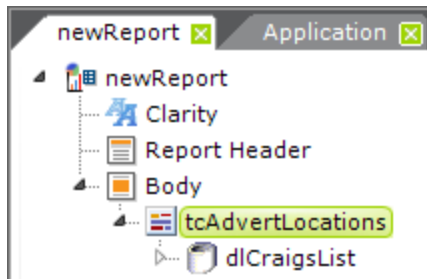 newReport Application
newReport
Clarity
Report Header
Body
tcAdvertLocations
dlCraigsList